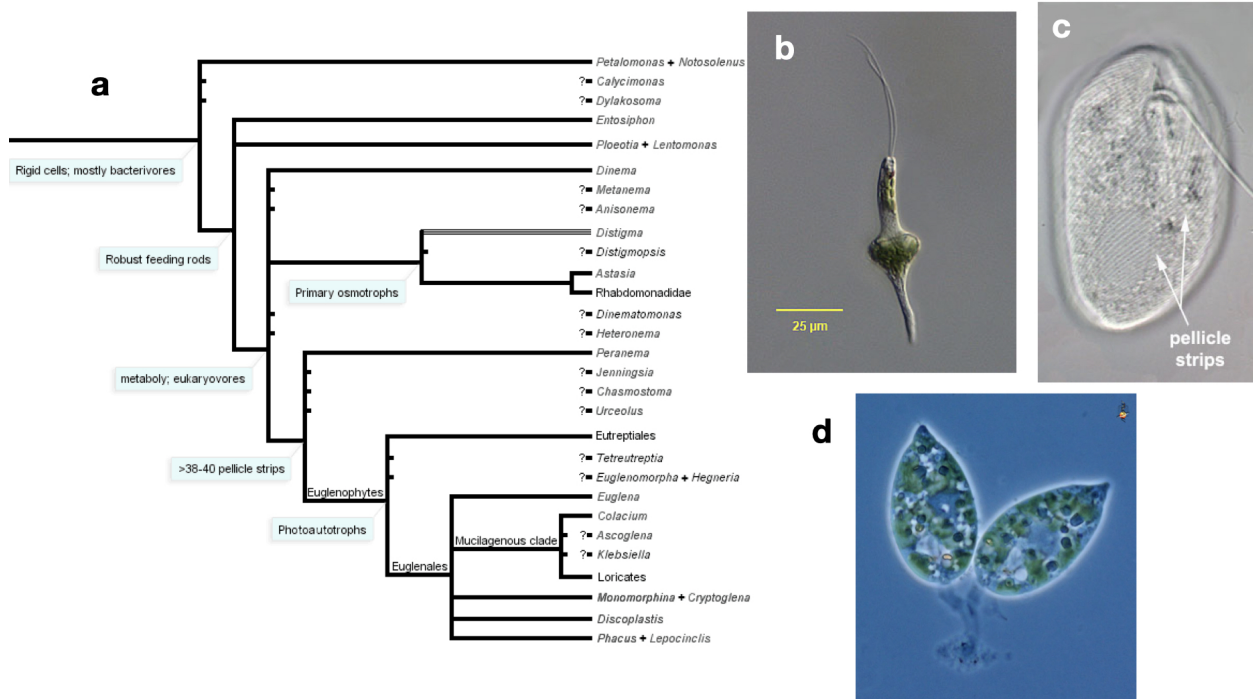 a
Petalomonas + Notosolenus
?Calycimonas
?Dylakosoma
Entosiphon
Rigid cells; mostly bacterivores
Ploeotia + Lentomonas
Dinema
?Metanema
?Anisonema
Distigma
Robust feeding rods
?Distigmopsis
Astasia
Primary osmotrophs
Rhabdomonadidae
?Dinematomonas
?Heteronema
Peranema
metaboly; eukaryovores
?Jenningsia
?Chasmostoma
?Urceolus
Eutreptiales
?Tetreutreptia
>38-40 pellicle strips
?Euglenomorpha + Hegneria
Euglenophytes
Euglena
Colacium
Photoautotrophs
?Ascoglena
Mucilagenous clade
?Klebsiella
Euglenales
Loricates
Monomorphina + Cryptoglena
Discoplastis
Phacus + Lepocinclis
b
25 µm
c
pellicle
strips
d